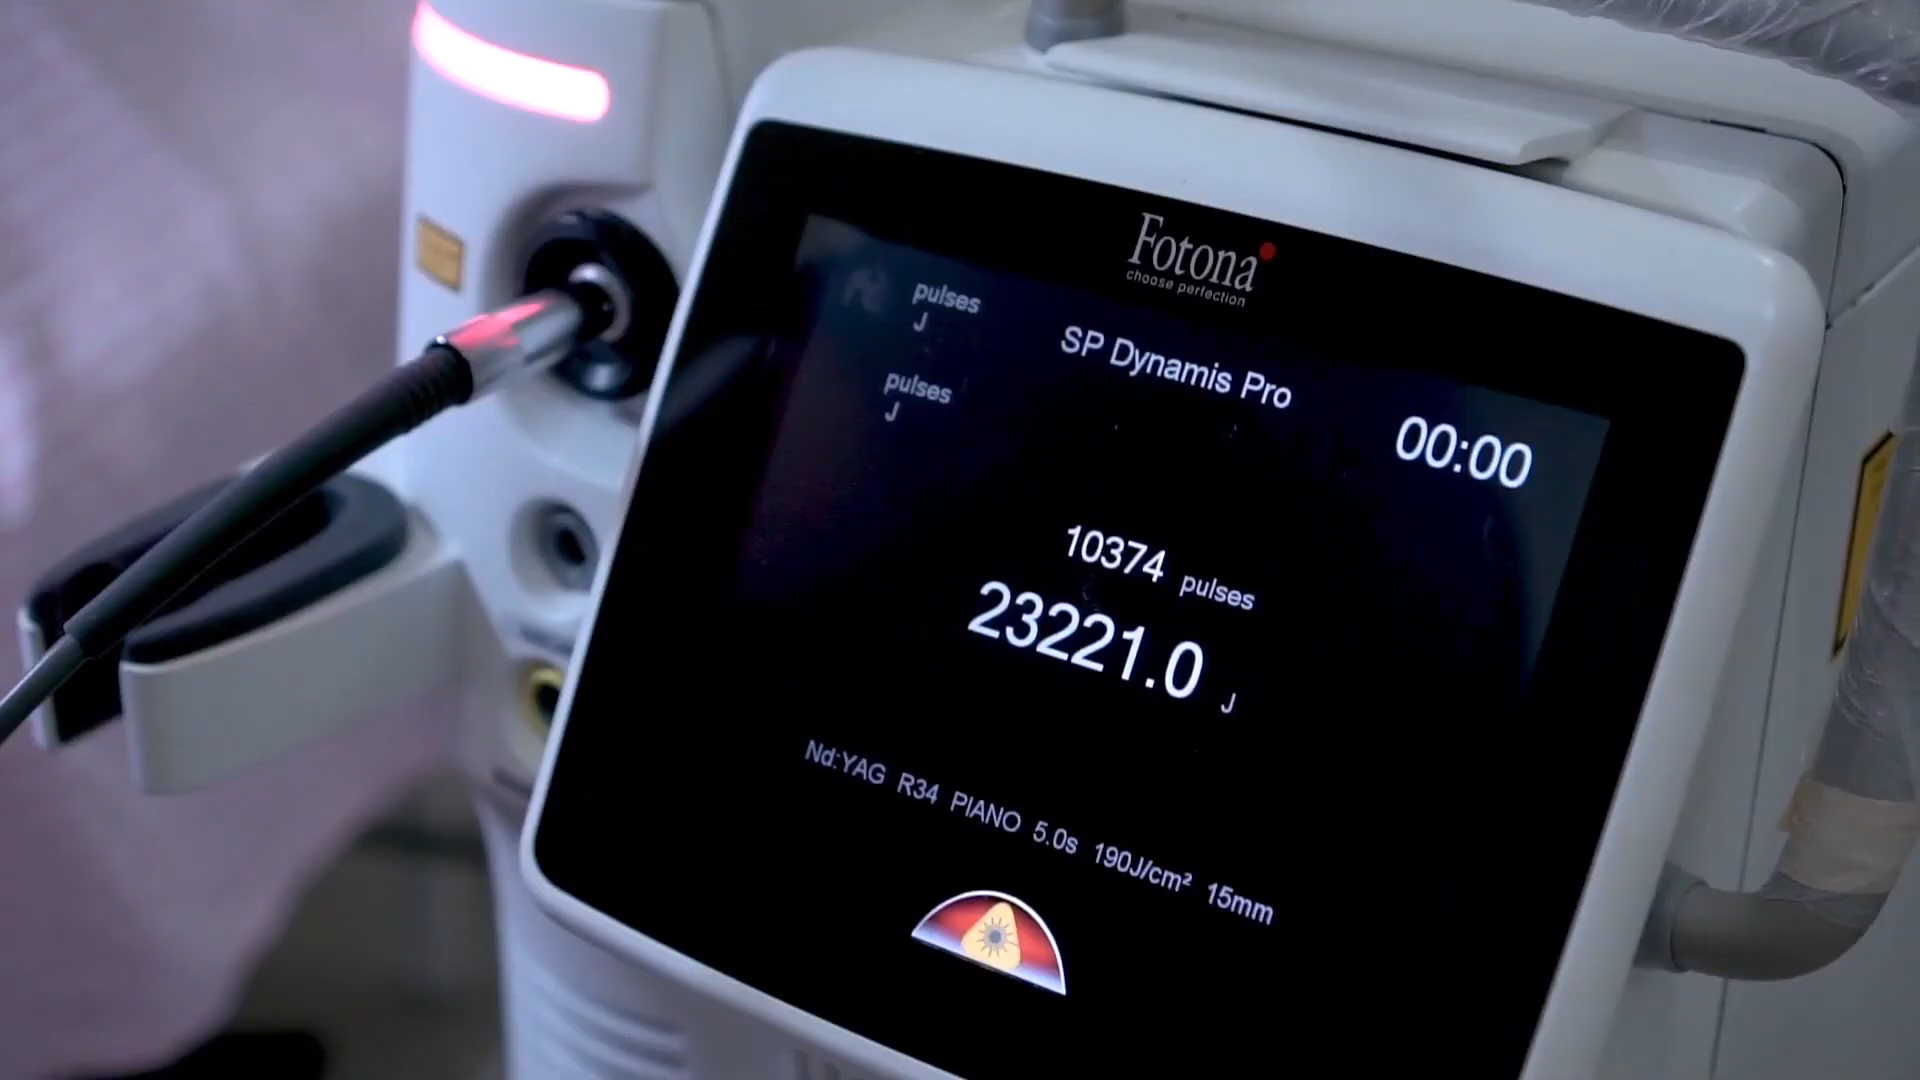 Fotona
choose perfection
pulses
J
SP Dynamis Pro
pulses
J
00:00
10374 pulses
23221.0 J
Nd:YAG R34 PIANO 5.0s 190J/cm² 15mm